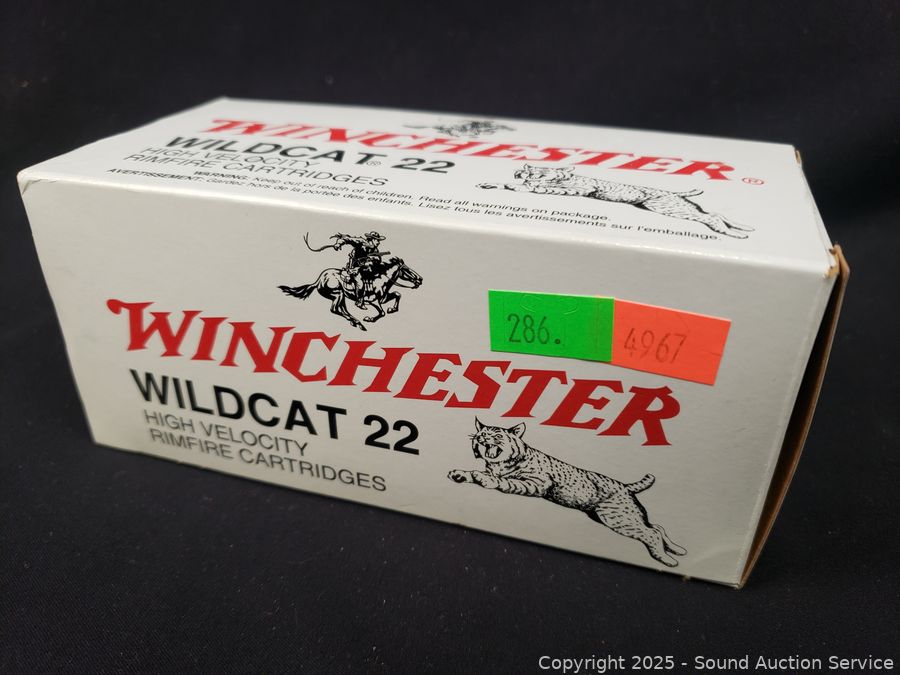 WINCHESTER®
WILDCAT® 22
HIGH VELOCITY
RIMFIRE CARTRIDGES
WARNING: Keep out of reach of children. Read all warnings on package.
AVERTISSEMENT: Gardez hors de la portée des enfants. Lisez tous les avertissements sur l'emballage.
286.
4967
WINCHESTER
WILDCAT 22
HIGH VELOCITY
RIMFIRE CARTRIDGES
Copyright © 2025 - Sound Auction Service